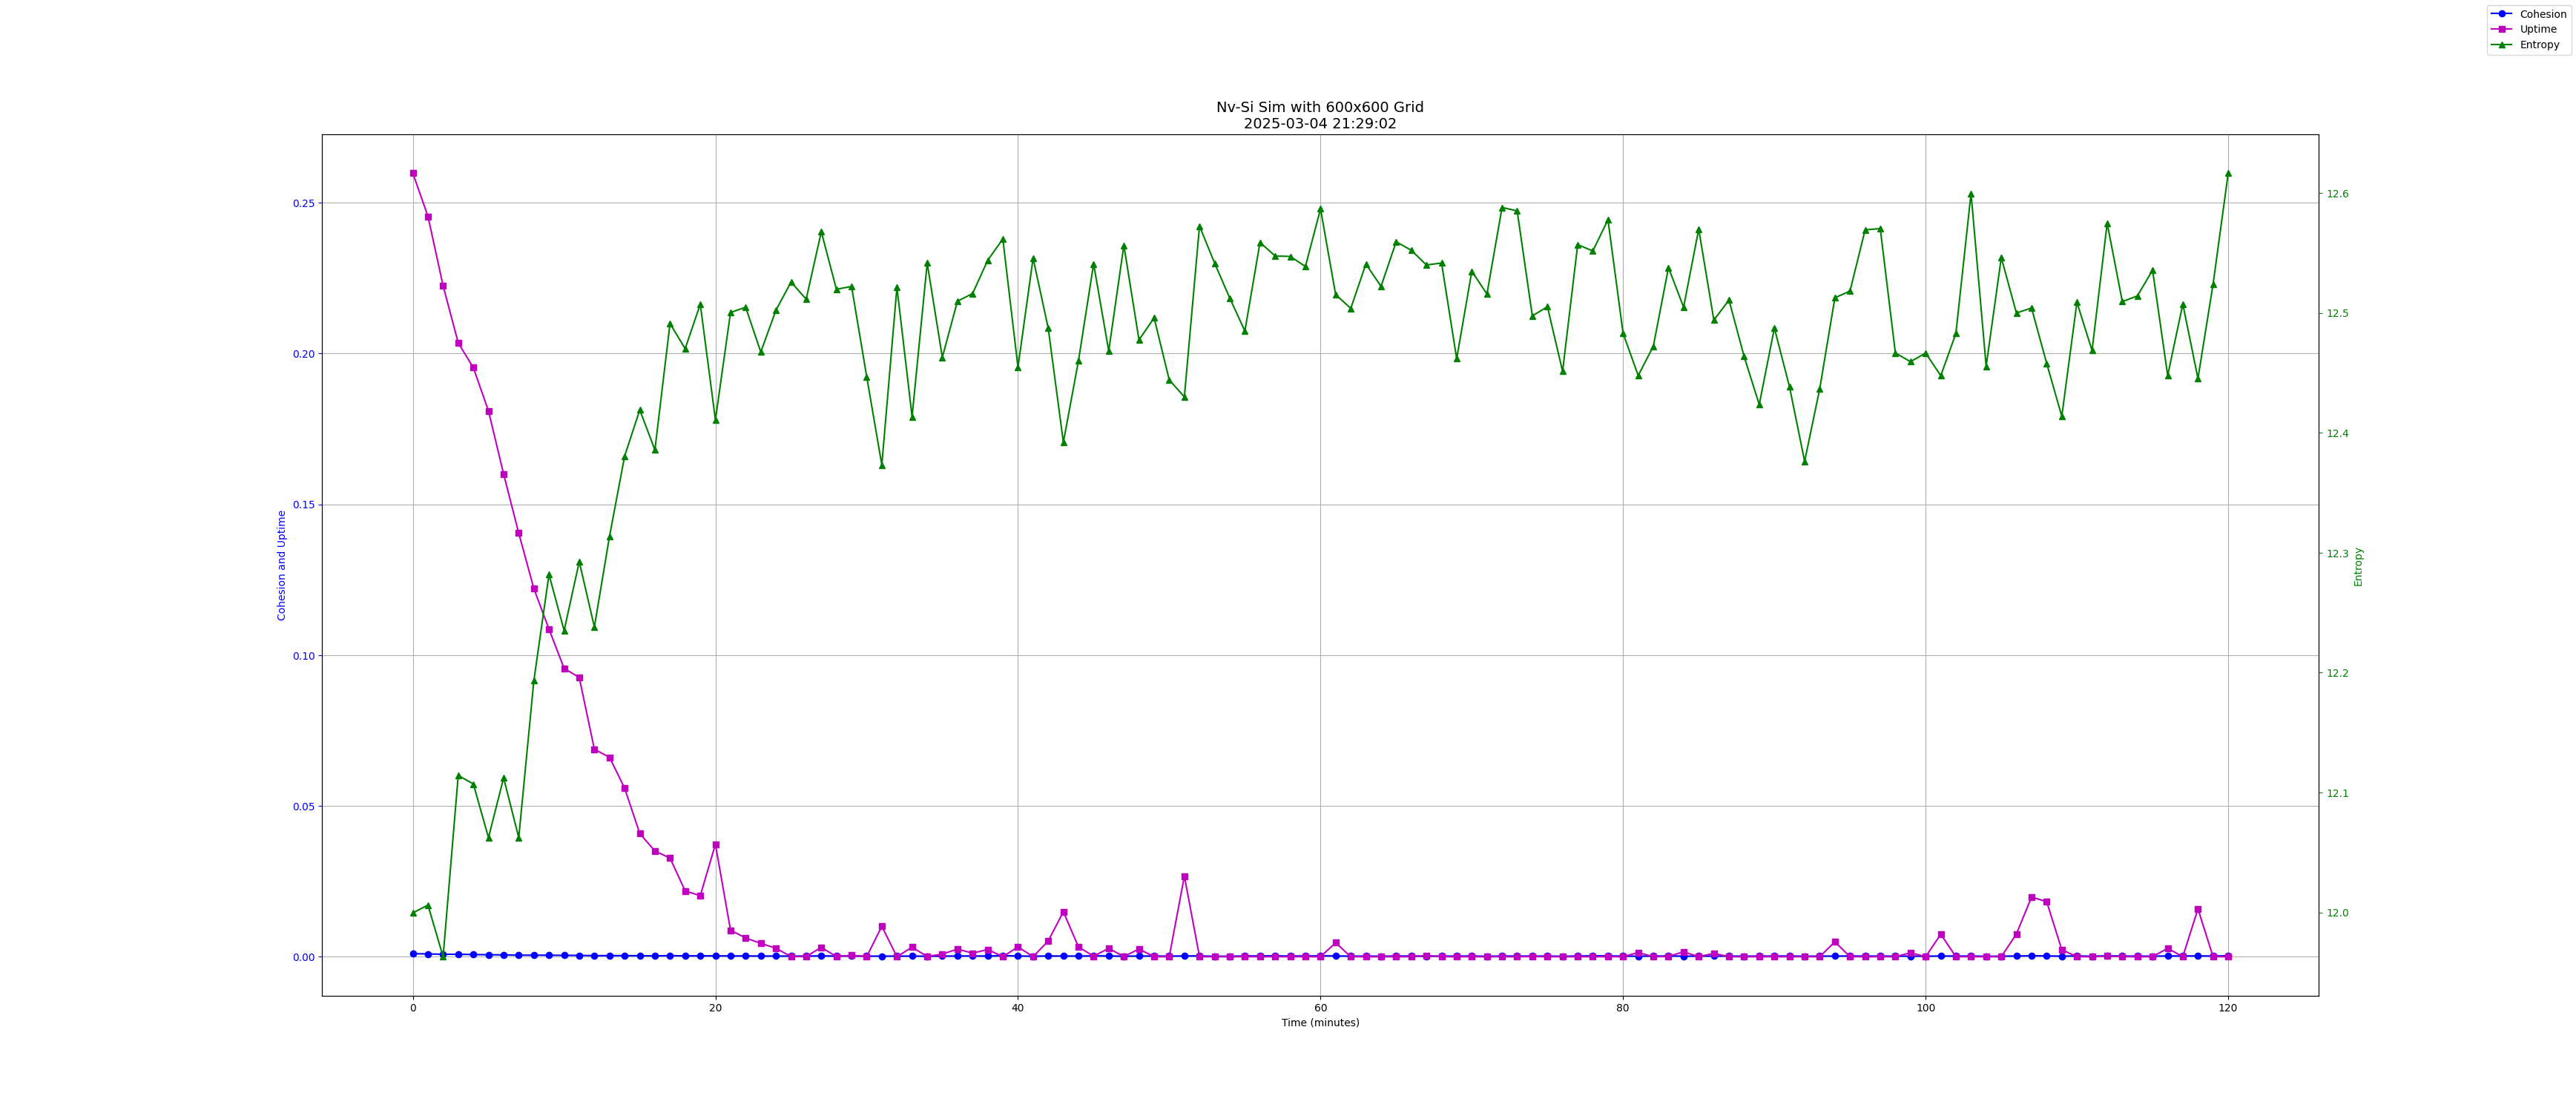 Cohesion
Uptime
Entropy
Nv-Si Sim with 600x600 Grid
2025-03-04 21:29:02
0.25
0.20
0.15
0.10
0.05
0.00
Cohesion and Uptime
12.6
12.5
12.4
12.3
12.2
12.1
12.0
Entropy
0 20 40 60 80 100 120
Time (minutes)